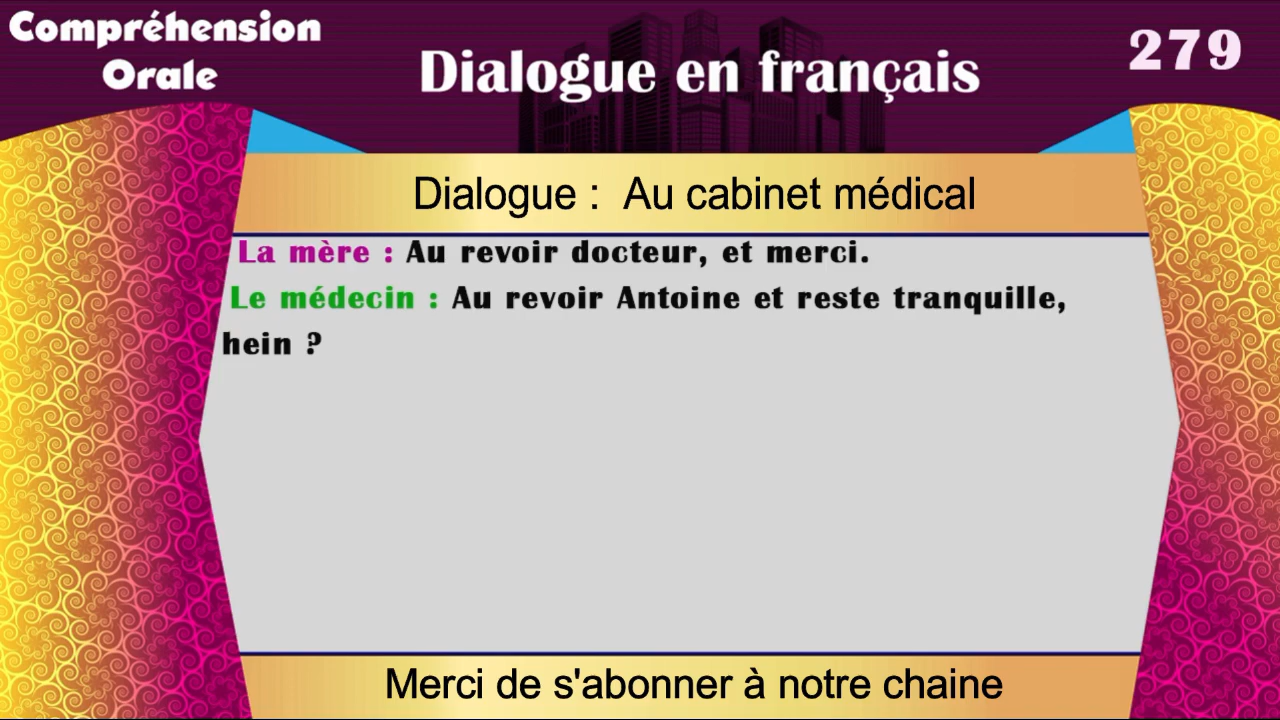 Compréhension
Orale
Dialogue en français
279
Dialogue : Au cabinet médical
La mère : Au revoir docteur, et merci.
Le médecin : Au revoir Antoine et reste tranquille,
hein ?
Merci de s'abonner à notre chaine